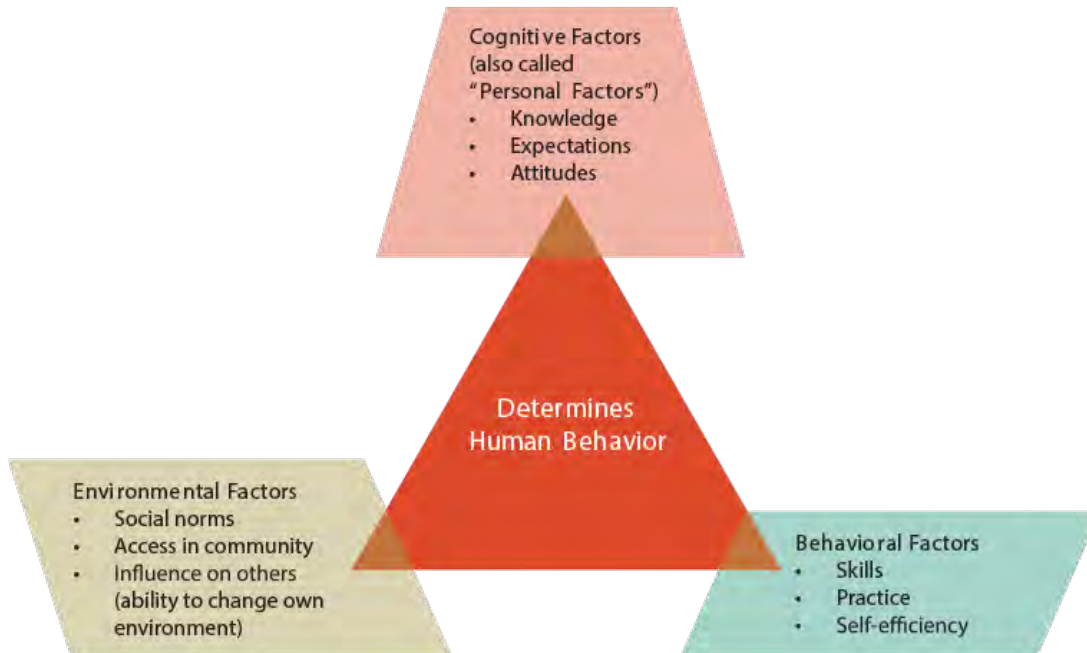 Cognitive Factors
(also called
“Personal Factors”)
• Knowledge
• Expectations
• Attitudes
Determines
Human Behavior
Environmental Factors
• Social norms
• Access in community
• Influence on others
(ability to change own
environment)
Behavioral Factors
• Skills
• Practice
• Self-efficiency